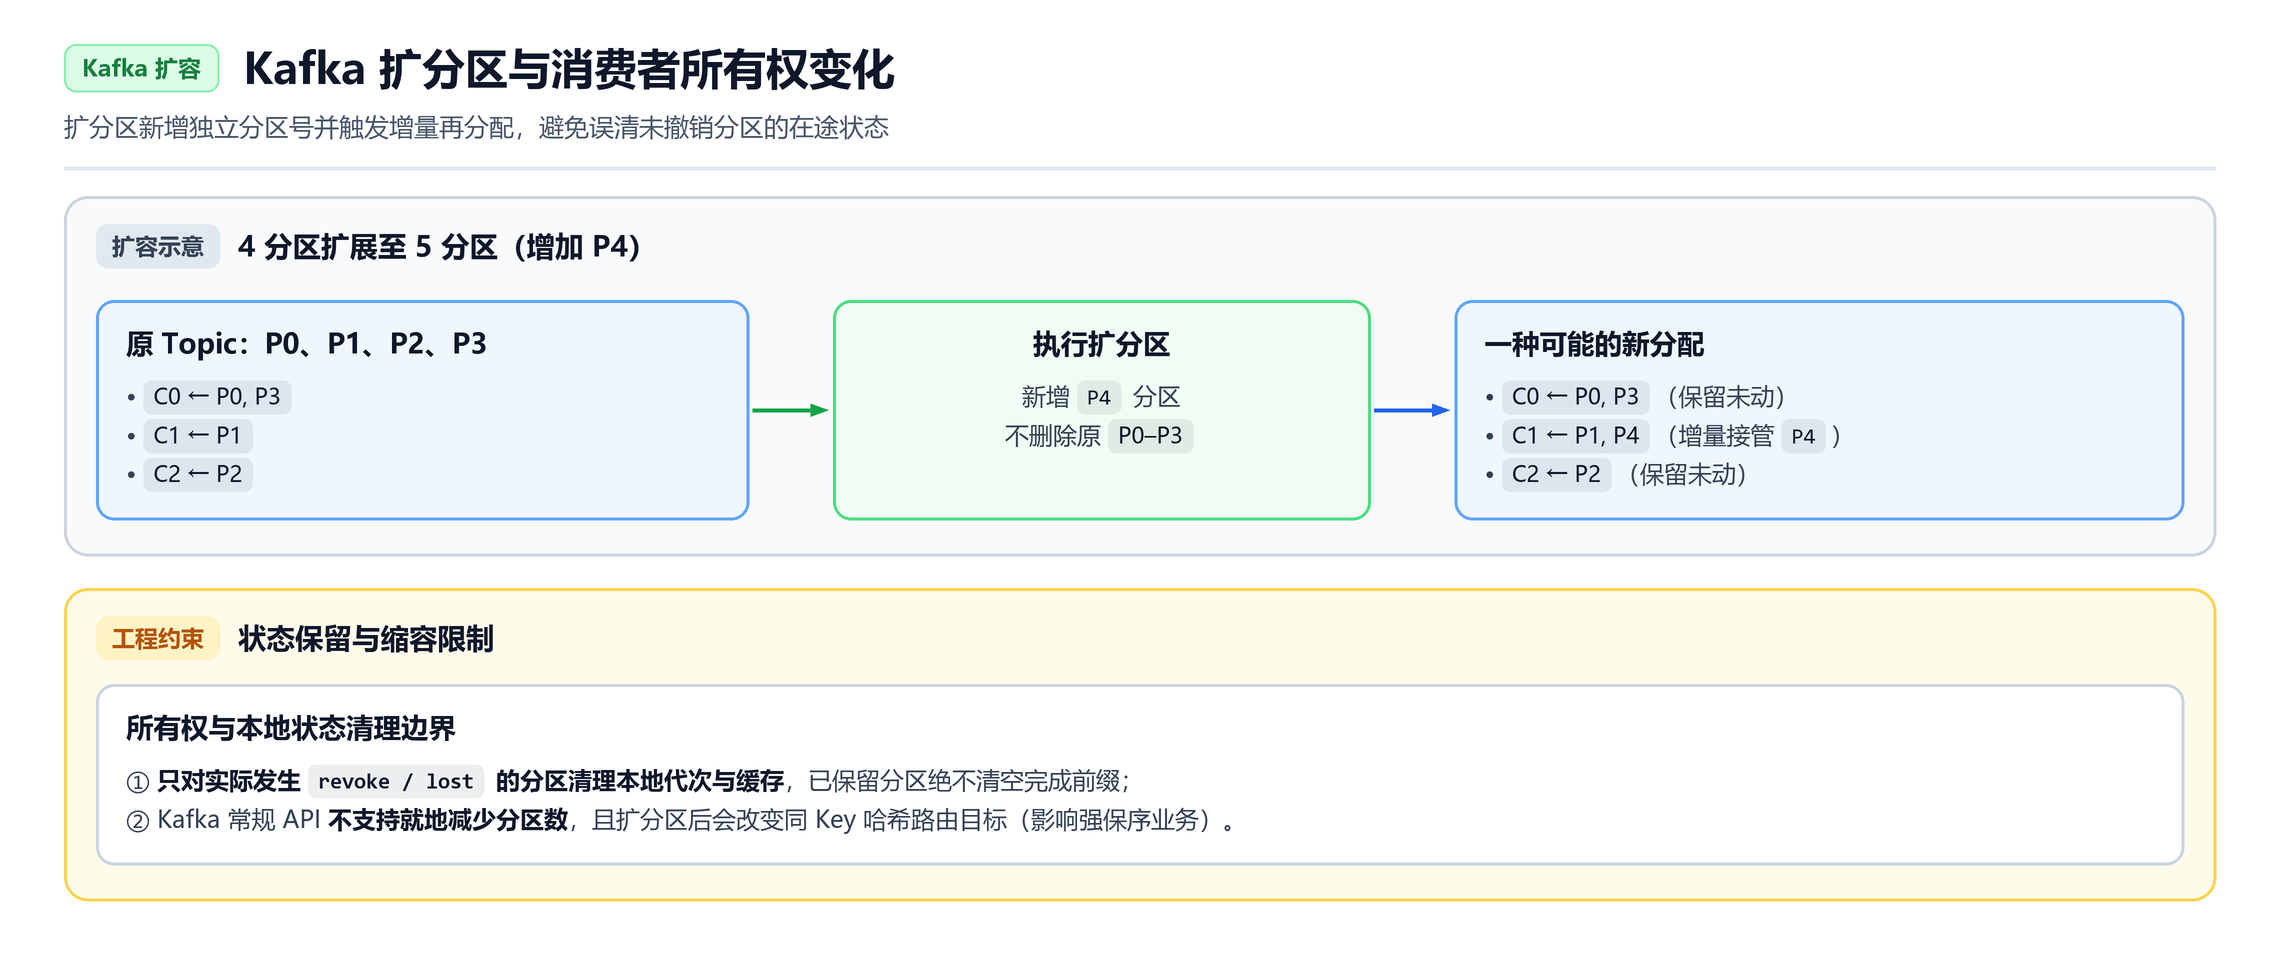 Kafka 扩容
Kafka 扩分区与消费者所有权变化
扩分区新增独立分区号并触发增量再分配，避免误清未撤销分区的在途状态
扩容示意
4 分区扩展至 5 分区（增加 P4）
原 Topic：P0、P1、P2、P3
• C0 ← P0, P3
• C1 ← P1
• C2 ← P2
执行扩分区
新增 P4 分区
不删除原 P0–P3
一种可能的新分配
• C0 ← P0, P3（保留未动）
• C1 ← P1, P4（增量接管 P4 ）
• C2 ← P2（保留未动）
工程约束
状态保留与缩容限制
所有权与本地状态清理边界
① 只对实际发生 revoke / lost 的分区清理本地代次与缓存，已保留分区绝不清空完成前缀；
② Kafka 常规 API 不支持就地减少分区数，且扩分区后会改变同 Key 哈希路由目标（影响强保序业务）。